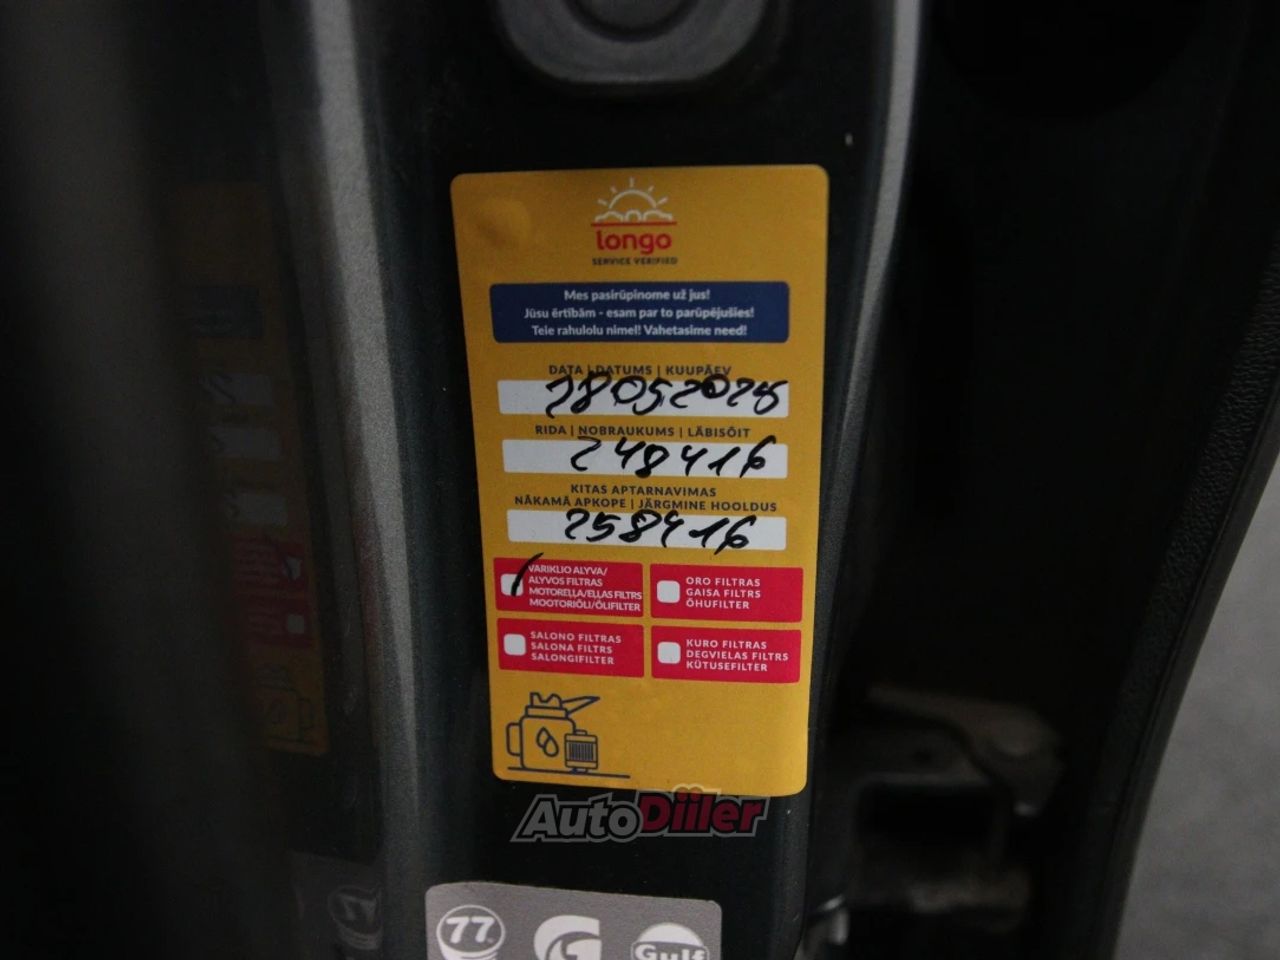 longo
SERVICE VERIFIED
Mes pasirūpinome už jus!
Jūsu ērtībām - esam par to parūpējušies!
Teie rahulolu nimel! Vahetasime need!
DATA | DATUMS | KUUPÄEV
RIDA | NOBRAUKUMS | LÄBISÕIT
248416
KITAS APTARNAVIMAS
NĀKAMĀ APKOPE | JÄRGMINE HOOLDUS
258416
VARIKLIO ALYVA/
ALYVOS FILTRAS
MOTORELLA/ELLAS FILTRS
MOOTORIÕLI/ÕLIFILTER
ORO FILTRAS
GAISA FILTRS
ÕHUFILTER
SALONO FILTRAS
SALONA FILTRS
SALONGIFILTER
KURO FILTRAS
DEGVIELAS FILTRS
KÜTUSEFILTER
AutoDiiler
77
G
Gulf